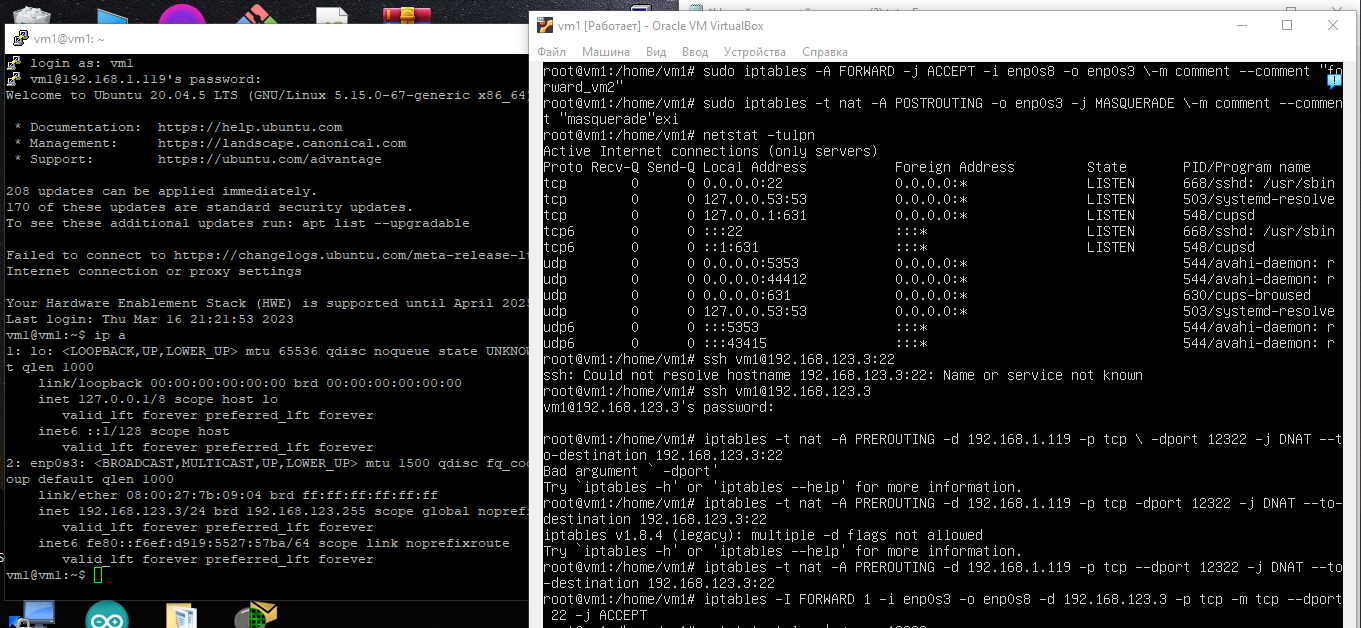 vm1@vm1: ~
login as: vm1
vm1@192.168.1.119's password:
Welcome to Ubuntu 20.04.5 LTS (GNU/Linux 5.15.0-67-generic x86_64)
* Documentation:  https://help.ubuntu.com
* Management:     https://landscape.canonical.com
* Support:        https://ubuntu.com/advantage
208 updates can be applied immediately.
170 of these updates are standard security updates.
To see these additional updates run: apt list --upgradable
Failed to connect to https://changelogs.ubuntu.com/meta-release-l
Internet connection or proxy settings
Your Hardware Enablement Stack (HWE) is supported until April 2025
Last login: Thu Mar 16 21:21:53 2023
vm1@vm1:~$ ip a
1: lo: <LOOPBACK,UP,LOWER_UP> mtu 65536 qdisc noqueue state UNKNOW
t qlen 1000
link/loopback 00:00:00:00:00:00 brd 00:00:00:00:00:00
inet 127.0.0.1/8 scope host lo
valid_lft forever preferred_lft forever
inet6 ::1/128 scope host
valid_lft forever preferred_lft forever
2: enp0s3: <BROADCAST,MULTICAST,UP,LOWER_UP> mtu 1500 qdisc fq_co
oup default qlen 1000
link/ether 08:00:27:7b:09:04 brd ff:ff:ff:ff:ff:ff
inet 192.168.123.3/24 brd 192.168.123.255 scope global noprefi
valid_lft forever preferred_lft forever
inet6 fe80::f6ef:d919:5527:57ba/64 scope link noprefixroute
valid_lft forever preferred_lft forever
vm1@vm1:~$
vm1 [Работает] - Oracle VM VirtualBox
Файл Машина Вид Ввод Устройства Справка
root@vm1:/home/vm1# sudo iptables -A FORWARD -j ACCEPT -i enp0s8 -o enp0s3 \-m comment --comment "fo
rward_vm2"
root@vm1:/home/vm1# sudo iptables -t nat -A POSTROUTING -o enp0s3 -j MASQUERADE \-m comment --commen
t "masquerade"exi
root@vm1:/home/vm1# netstat -tulpn
Active Internet connections (only servers)
Proto Recv-Q Send-Q Local Address           Foreign Address         State       PID/Program name
tcp        0      0 0.0.0.0:22              0.0.0.0:*               LISTEN      668/sshd: /usr/sbin
tcp        0      0 127.0.0.53:53           0.0.0.0:*               LISTEN      503/systemd-resolve
tcp        0      0 127.0.0.1:631           0.0.0.0:*               LISTEN      548/cupsd
tcp6       0      0 :::22                   :::*                    LISTEN      668/sshd: /usr/sbin
tcp6       0      0 ::1:631                 :::*                    LISTEN      548/cupsd
udp        0      0 0.0.0.0:5353            0.0.0.0:*                           544/avahi-daemon: r
udp        0      0 0.0.0.0:44412           0.0.0.0:*                           544/avahi-daemon: r
udp        0      0 0.0.0.0:631             0.0.0.0:*                           630/cups-browsed
udp        0      0 127.0.0.53:53           0.0.0.0:*                           503/systemd-resolve
udp6       0      0 :::5353                 :::*                                544/avahi-daemon: r
udp6       0      0 :::43415                :::*                                544/avahi-daemon: r
root@vm1:/home/vm1# ssh vm1@192.168.123.3:22
ssh: Could not resolve hostname 192.168.123.3:22: Name or service not known
root@vm1:/home/vm1# ssh vm1@192.168.123.3
vm1@192.168.123.3's password:
root@vm1:/home/vm1# iptables -t nat -A PREROUTING -d 192.168.1.119 -p tcp \ -dport 12322 -j DNAT --t
o-destination 192.168.123.3:22
Bad argument ` -dport'
Try `iptables -h' or 'iptables --help' for more information.
root@vm1:/home/vm1# iptables -t nat -A PREROUTING -d 192.168.1.119 -p tcp -dport 12322 -j DNAT --to-
destination 192.168.123.3:22
iptables v1.8.4 (legacy): multiple -d flags not allowed
Try `iptables -h' or 'iptables --help' for more information.
root@vm1:/home/vm1# iptables -t nat -A PREROUTING -d 192.168.1.119 -p tcp --dport 12322 -j DNAT --to
-destination 192.168.123.3:22
root@vm1:/home/vm1# iptables -I FORWARD 1 -i enp0s3 -o enp0s8 -d 192.168.123.3 -p tcp -m tcp --dport
22 -j ACCEPT